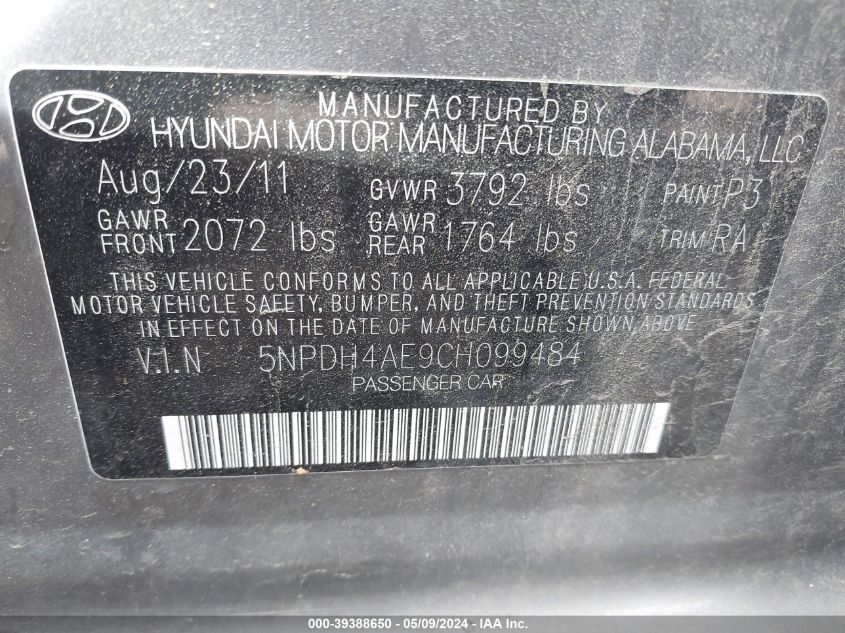 MANUFACTURED BY
HYUNDAI MOTOR MANUFACTURING ALABAMA, LLC
Aug/23/11 GVWR 3792 lbs PAINT P3
GAWR FRONT 2072 lbs GAWR REAR 1764 lbs TRIM RA
THIS VEHICLE CONFORMS TO ALL APPLICABLE U.S.A. FEDERAL
MOTOR VEHICLE SAFETY, BUMPER, AND THEFT PREVENTION STANDARDS
IN EFFECT ON THE DATE OF MANUFACTURE SHOWN ABOVE
V.I.N 5NPDH4AE9CH099484
PASSENGER CAR
000-39388650 - 05/09/2024 - IAA Inc.